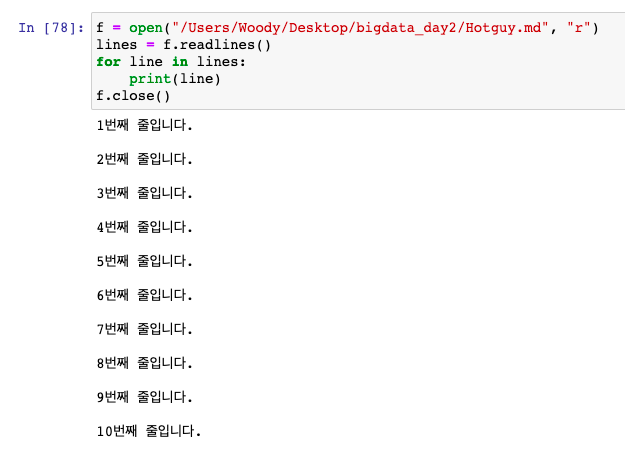 In [78]: f = open("/Users/Woody/Desktop/bigdata_day2/Hotguy.md", "r")
lines = f.readlines()
for line in lines:
    print(line)
f.close()
1번째 줄입니다.
2번째 줄입니다.
3번째 줄입니다.
4번째 줄입니다.
5번째 줄입니다.
6번째 줄입니다.
7번째 줄입니다.
8번째 줄입니다.
9번째 줄입니다.
10번째 줄입니다.